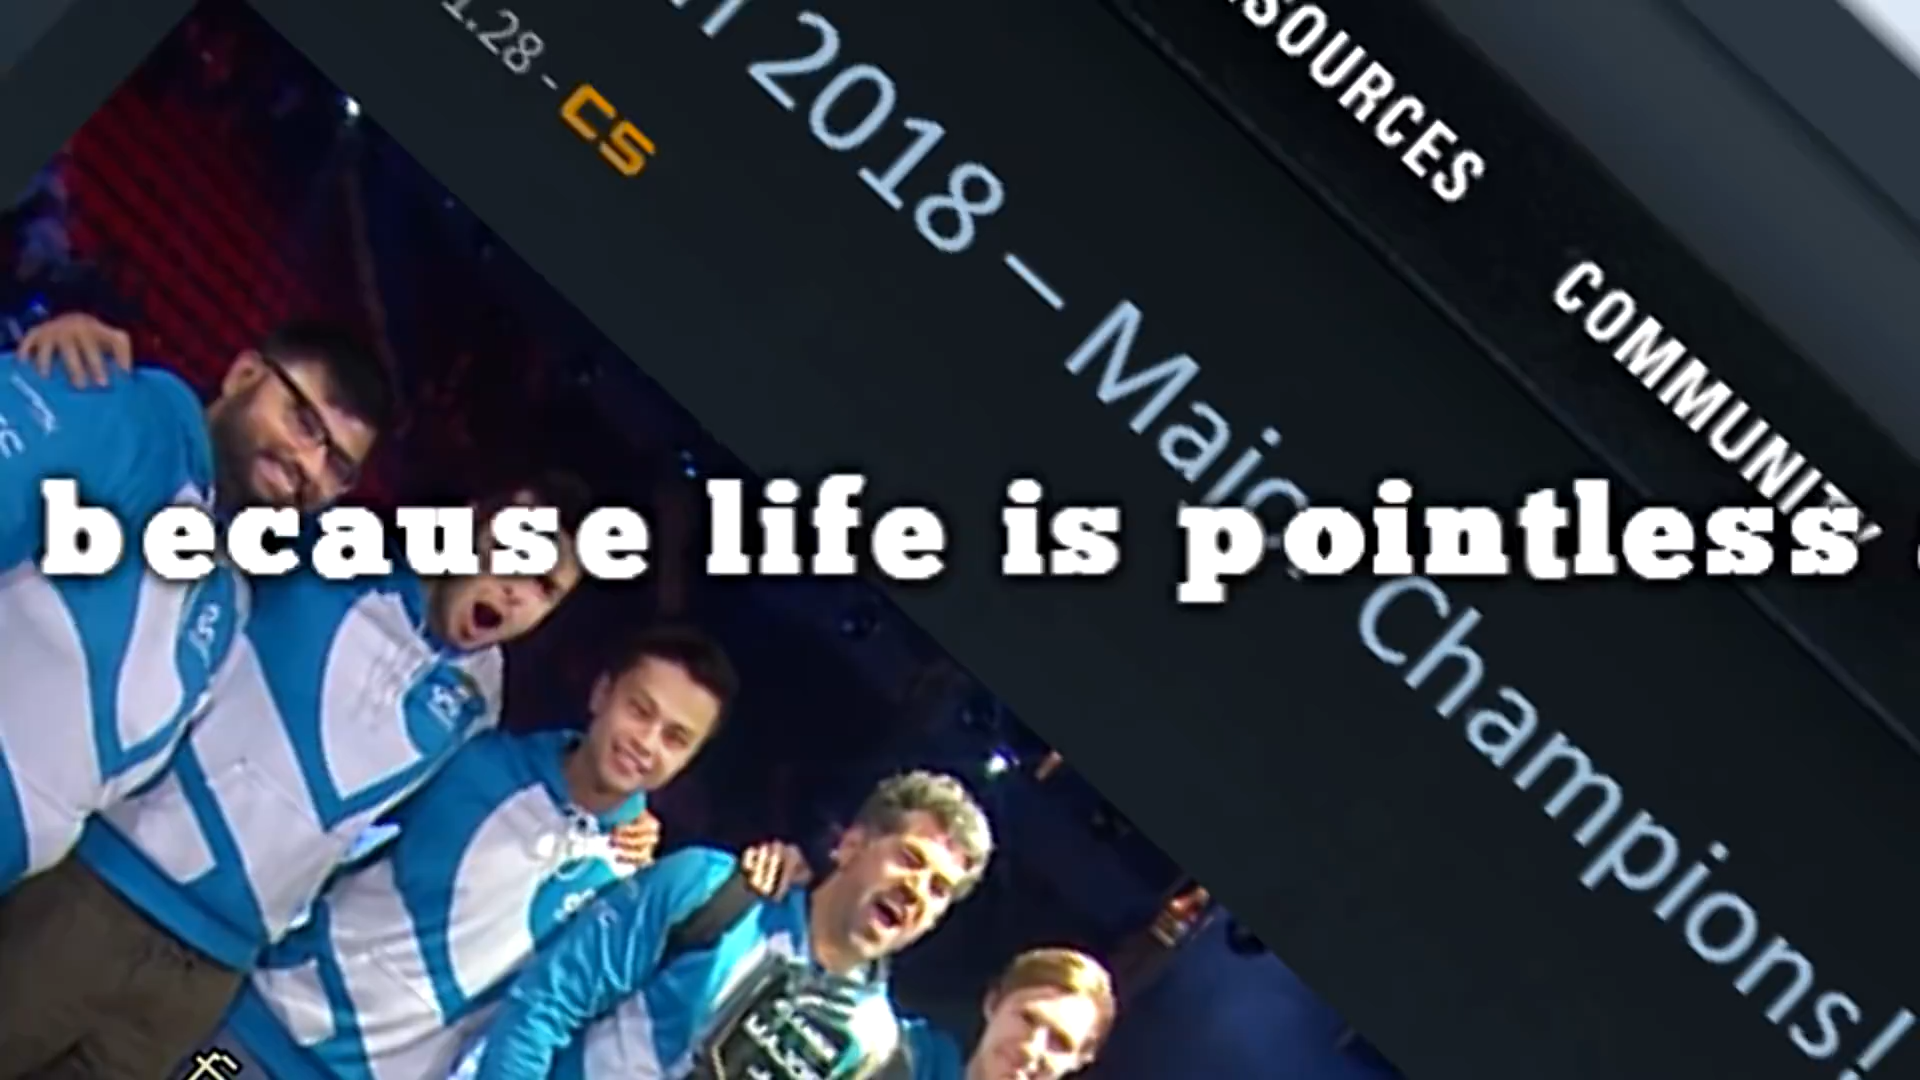 SOURCES
COMMUNITY
2018 – Major Champions!
1.28 - CS
because life is pointless